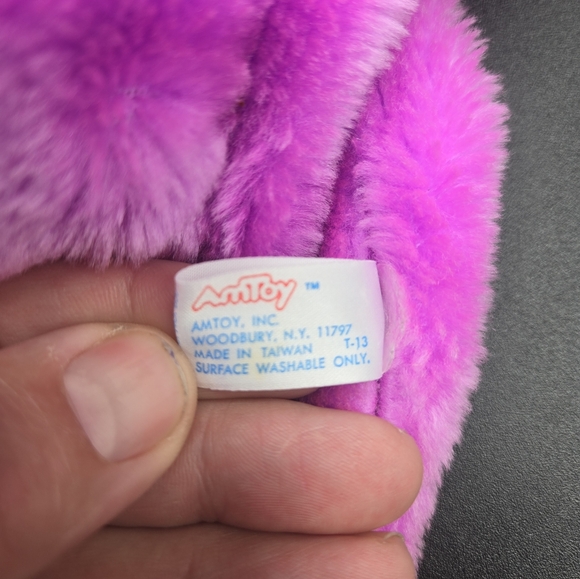 AmToy ™
AMTOY, INC.
WOODBURY, N.Y. 11797
MADE IN TAIWAN T-13
SURFACE WASHABLE ONLY.